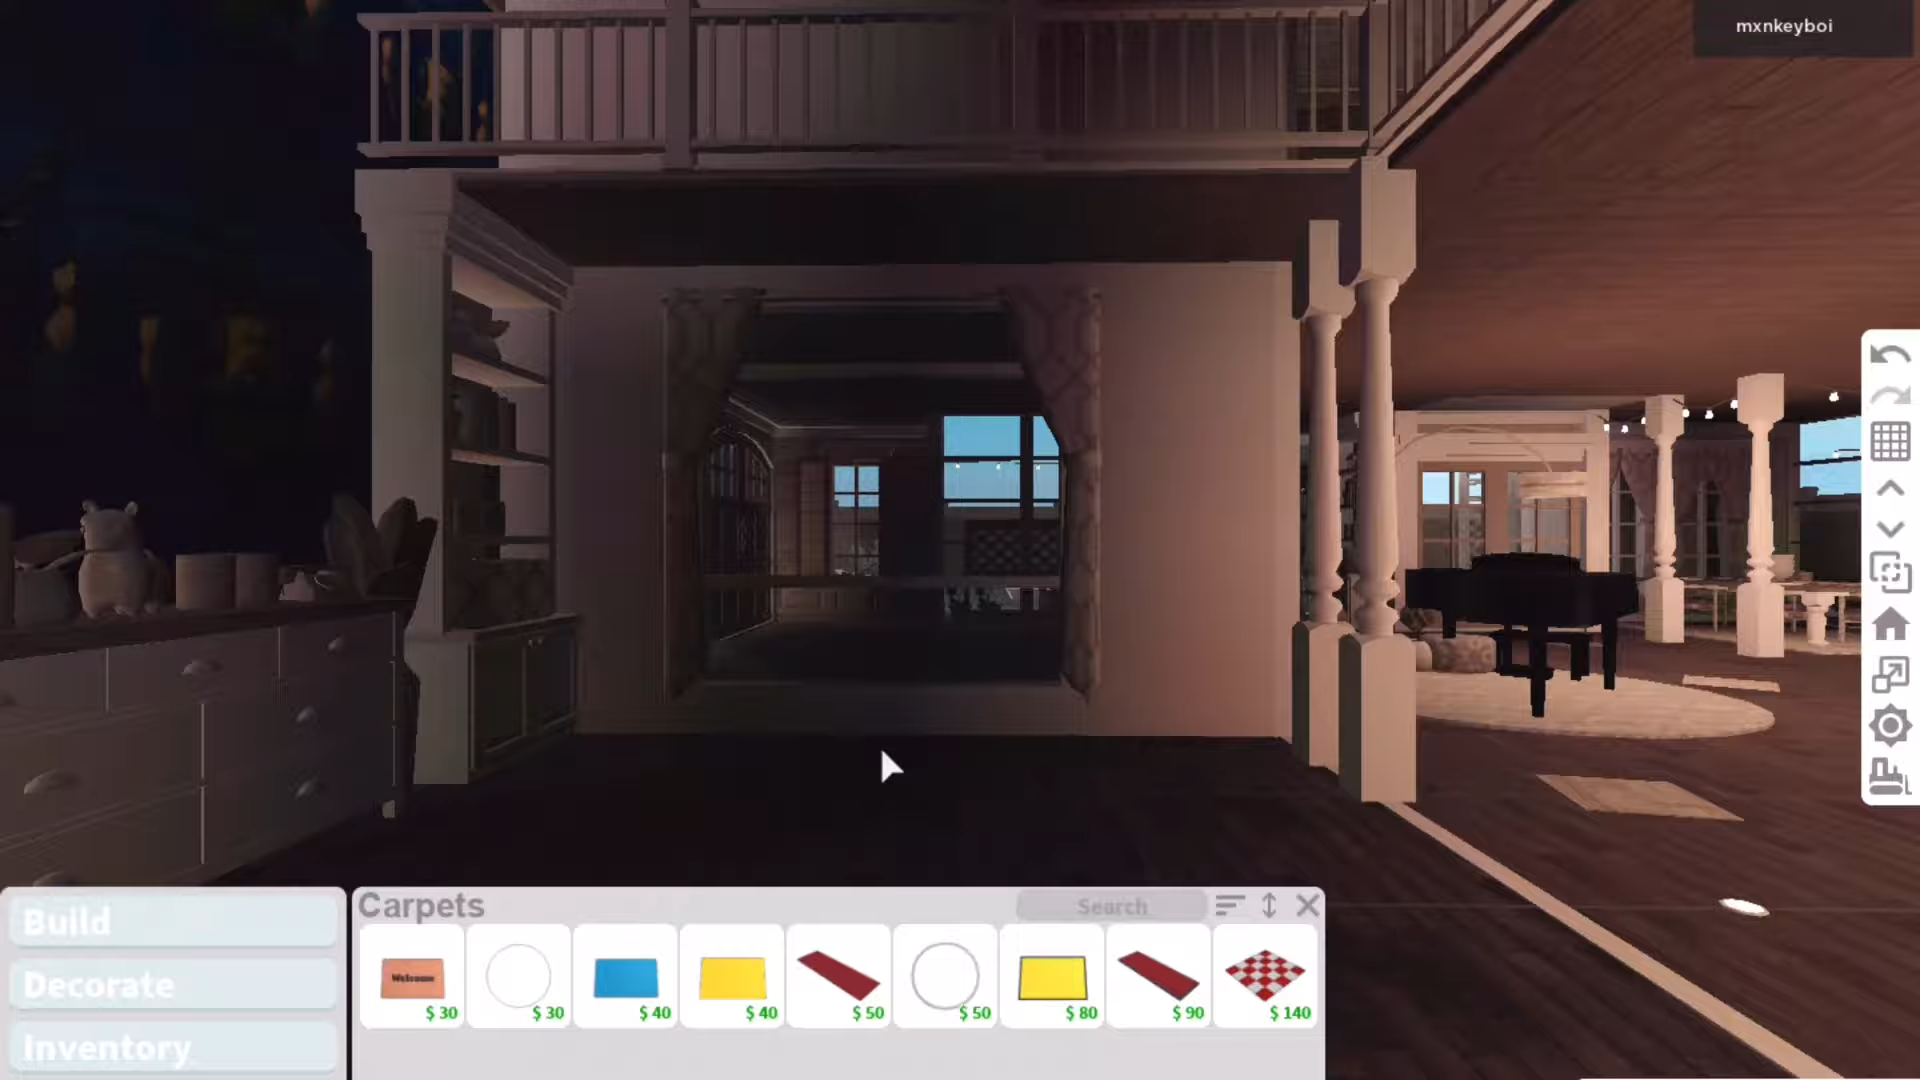 mxnkeyboi
Build
Decorate
Inventory
Carpets
Search
Welcome
$ 30
$ 30
$ 40
$ 40
$ 50
$ 50
$ 80
$ 90
$ 140